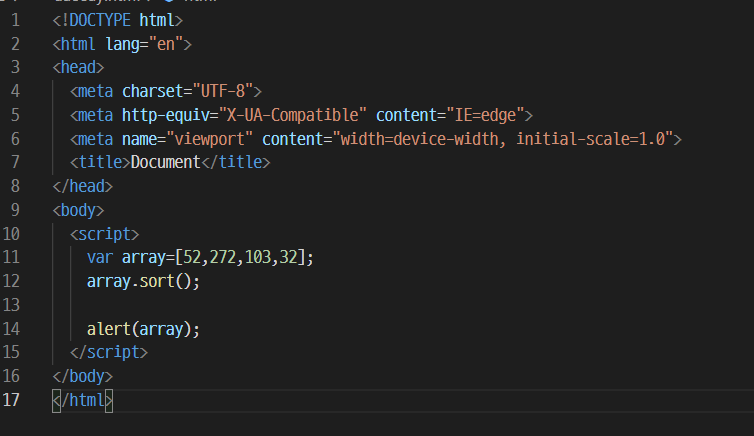 1 <!DOCTYPE html>
2 <html lang="en">
3 <head>
4 <meta charset="UTF-8">
5 <meta http-equiv="X-UA-Compatible" content="IE=edge">
6 <meta name="viewport" content="width=device-width, initial-scale=1.0">
7 <title>Document</title>
8 </head>
9 <body>
10 <script>
11 var array=[52,272,103,32];
12 array.sort();
13
14 alert(array);
15 </script>
16 </body>
17 </html>